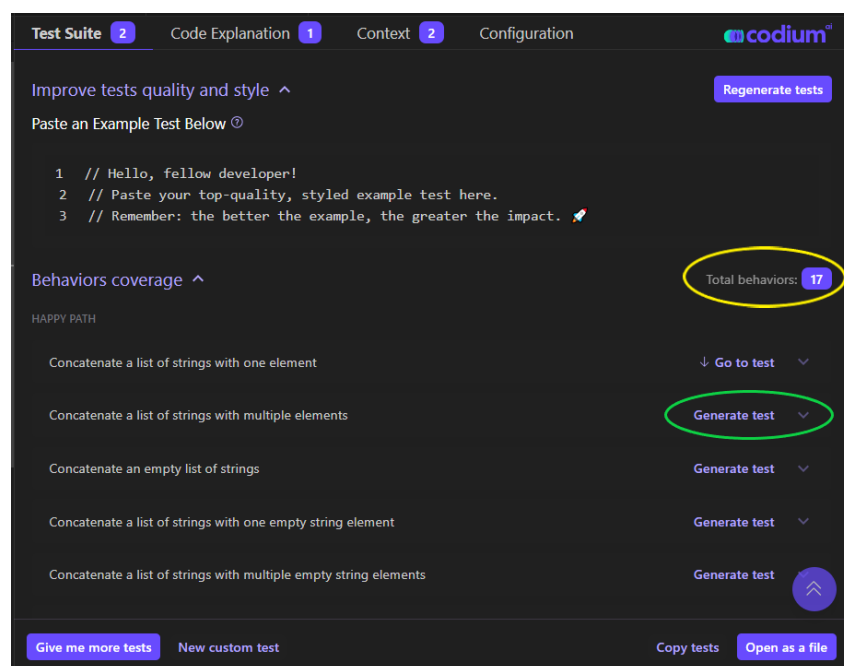 Test Suite 2 Code Explanation 1 Context 2 Configuration codium ai
Improve tests quality and style Regenerate tests
Paste an Example Test Below ?
1 // Hello, fellow developer!
2 // Paste your top-quality, styled example test here.
3 // Remember: the better the example, the greater the impact. 🚀
Behaviors coverage Total behaviors: 17
HAPPY PATH
Concatenate a list of strings with one element ↓ Go to test
Concatenate a list of strings with multiple elements Generate test
Concatenate an empty list of strings Generate test
Concatenate a list of strings with one empty string element Generate test
Concatenate a list of strings with multiple empty string elements Generate test
Give me more tests New custom test Copy tests Open as a file